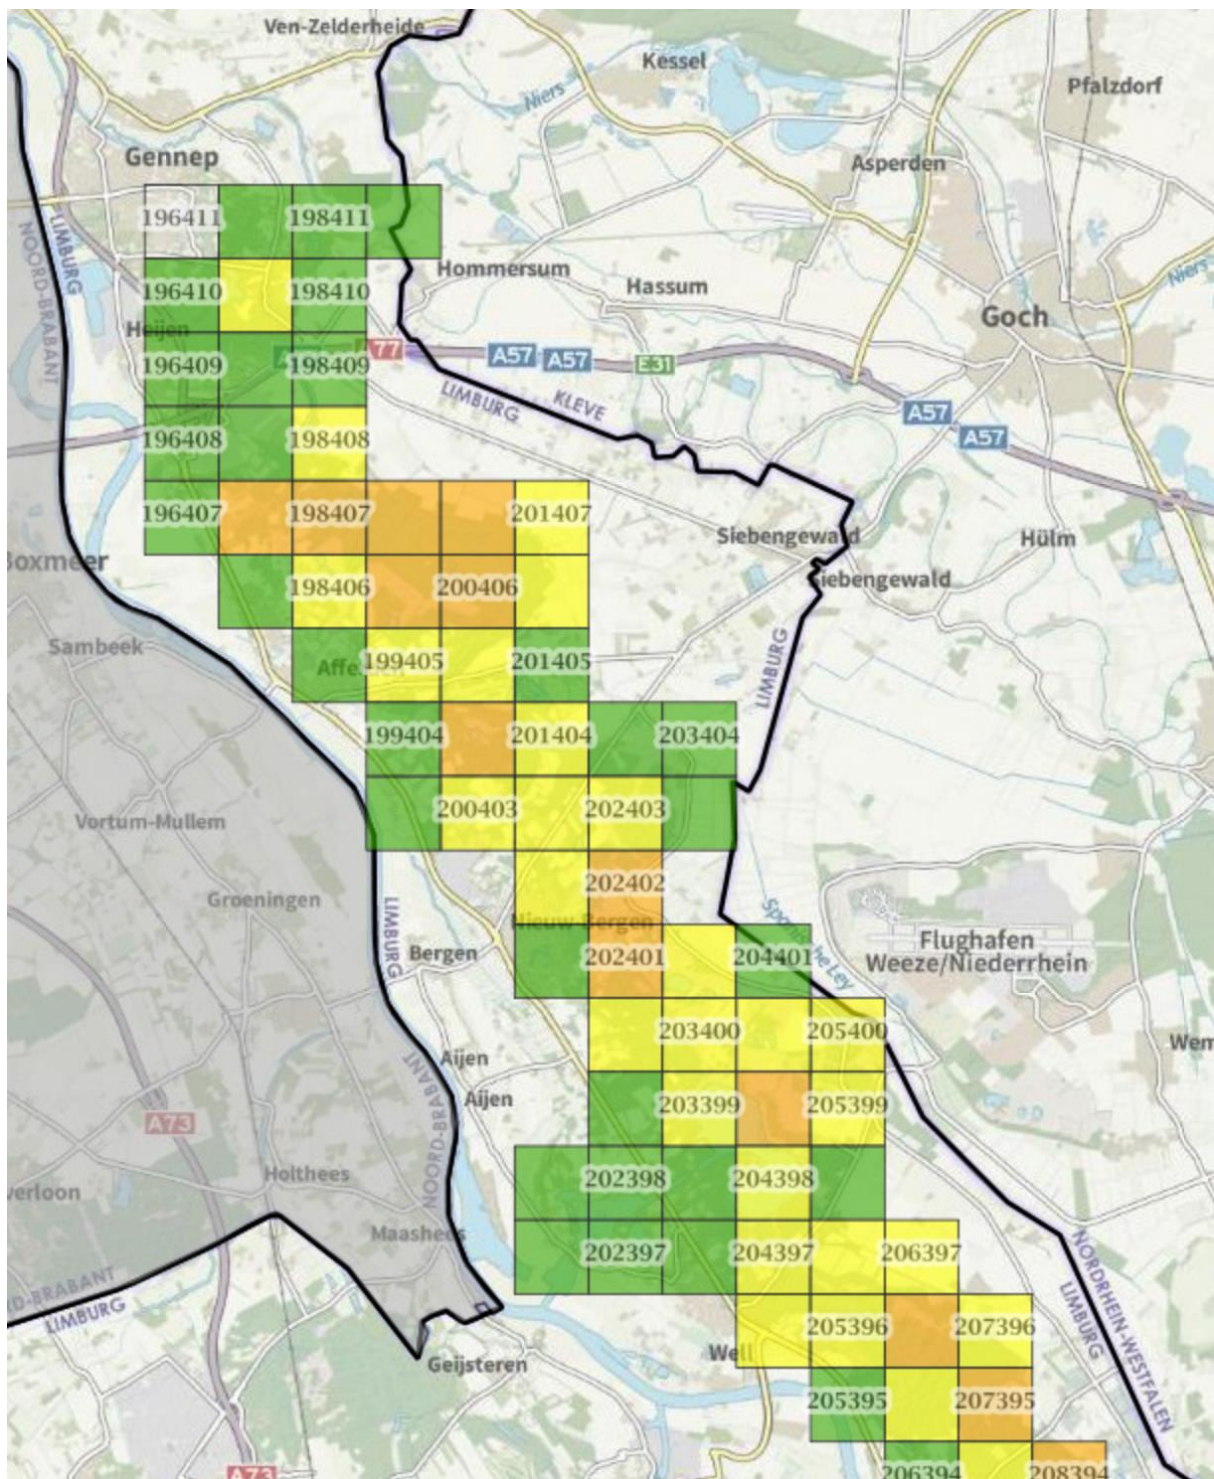 Ven-Zelderheide
Kessel
Niers
Pfalzdorf
Gennep
Asperden
196411
198411
LIMBURG
NOORD-BRABANT
Hommersum
Hassum
Niers
196410
198410
Goch
Heijen
A77
A57
A57
E31
196409
198409
LIMBURG
KLEVE
A57
A57
196408
198408
196407
198407
201407
Siebengewald
Hülm
Boxmeer
Siebengewald
198406
200406
Sambeek
199405
201405
LIMBURG
199404
201404
203404
Vortum-Mullem
200403
202403
202402
Groeningen
LIMBURG
Nieuw Bergen
Bergen
202401
204401
Spanische Ley
Flughafen
Weeze/Niederrhein
203400
205400
Aijen
Aijen
NOORD-BRABANT
203399
205399
A73
Holthees
202398
204398
Maashees
202397
204397
206397
NORDRHEIN-WESTFALEN
LIMBURG
LIMBURG
205396
207396
Well
Geijsteren
205395
207395
206394
208394
A73